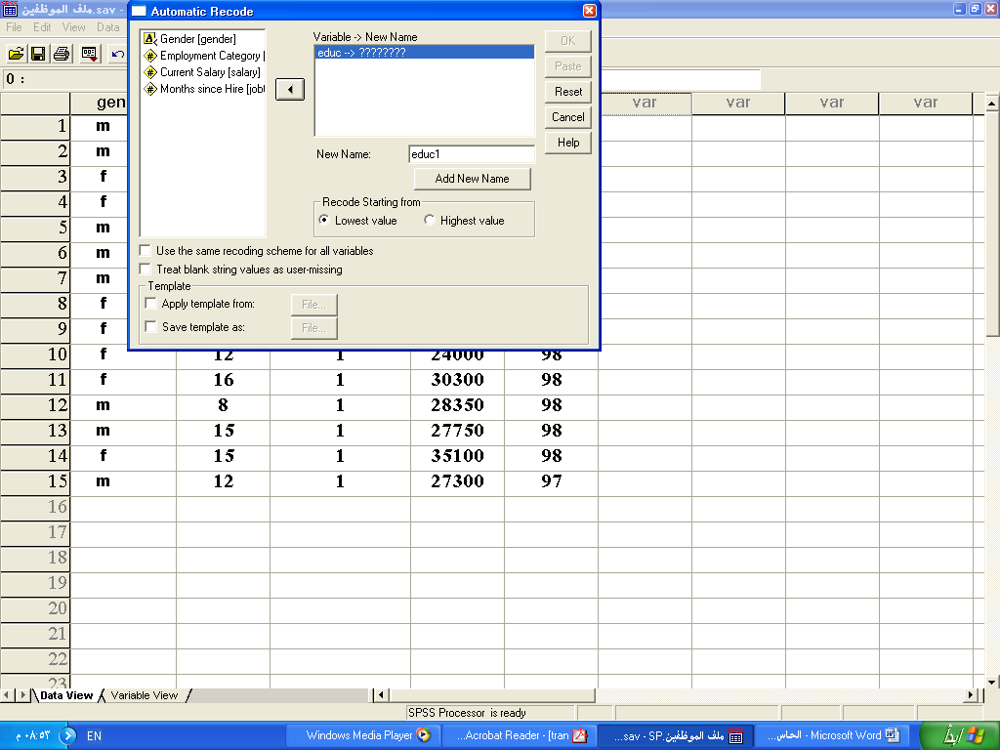 ملف الموظفين.sav -
Automatic Recode
File Edit View Data
0 :
Gender [gender]
Employment Category [
Current Salary [salary]
Months since Hire [jobt
Variable -> New Name
educ --> ????????
New Name:
educ1
Add New Name
Recode Starting from
Lowest value
Highest value
OK
Paste
Reset
Cancel
Help
Use the same recoding scheme for all variables
Treat blank string values as user-missing
Template
Apply template from:
File...
Save template as:
File...
gen var var var var
1 m
2 m
3 f
4 f
5 m
6 m
7 m
8 f
9 f
10 f 12 1 24000 98
11 f 16 1 30300 98
12 m 8 1 28350 98
13 m 15 1 27750 98
14 f 15 1 35100 98
15 m 12 1 27300 97
16
17
18
19
20
21
22
23
Data View Variable View
SPSS Processor is ready
٠٨:٥٣ م
EN
Windows Media Player
...Acrobat Reader - [tran
...sav - SP.ملف الموظفين
...الحاس - Microsoft Word
ابدأ